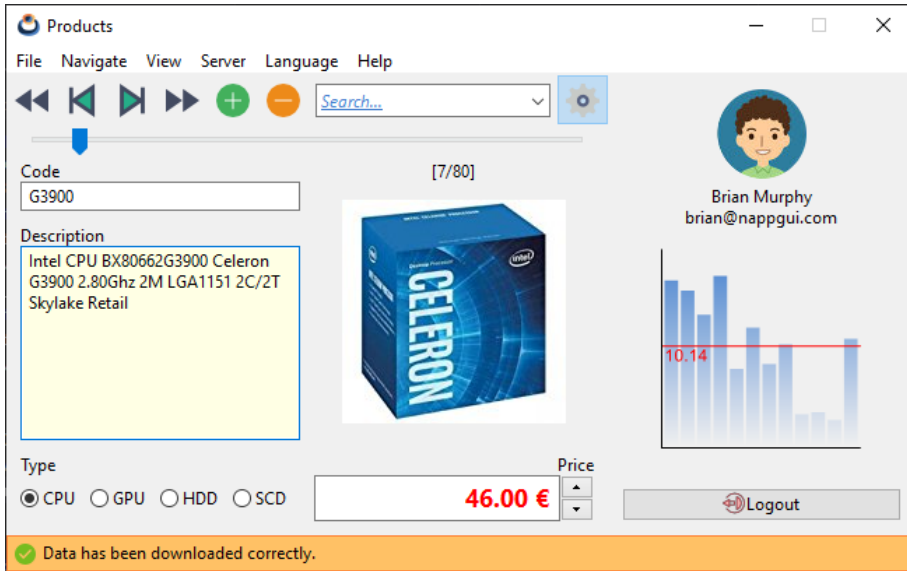 Products
File Navigate View Server Language Help
Search...
Code
[7/80]
G3900
Brian Murphy
brian@nappgui.com
Description
Intel CPU BX80662G3900 Celeron
G3900 2.80Ghz 2M LGA1151 2C/2T
Skylake Retail
intel
CELERON
10.14
Type
Price
CPU GPU HDD SCD
46.00 €
Logout
Data has been downloaded correctly.